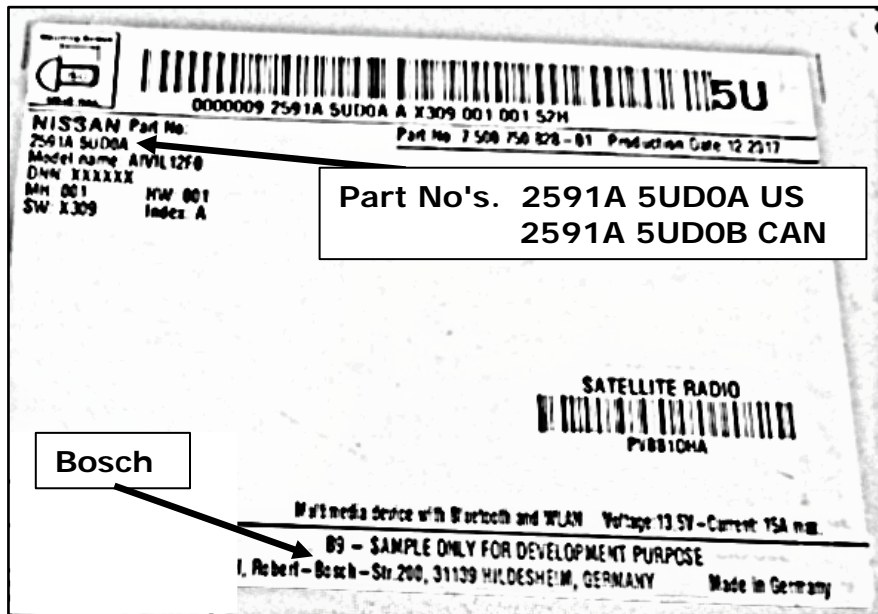 5U
0000009 2591A 5UD0A A X309 001 001 52H
NISSAN Part No:
Part No 7 508 750 828-01 Production Date 12 2317
2591A 5UD0A
Model name AIVIL12F0
DNN XXXXXX
MH 001 HW 001
SW: X309 Index A
Part No's. 2591A 5UD0A US
2591A 5UD0B CAN
SATELLITE RADIO
Bosch
Multimedia device with Bluetooth and WLAN Voltage: 13.5V - Current: 15A max.
B9 - SAMPLE ONLY FOR DEVELOPMENT PURPOSE
Robert-Bosch-Str.200, 31139 HILDESHEIM, GERMANY Made in Germany